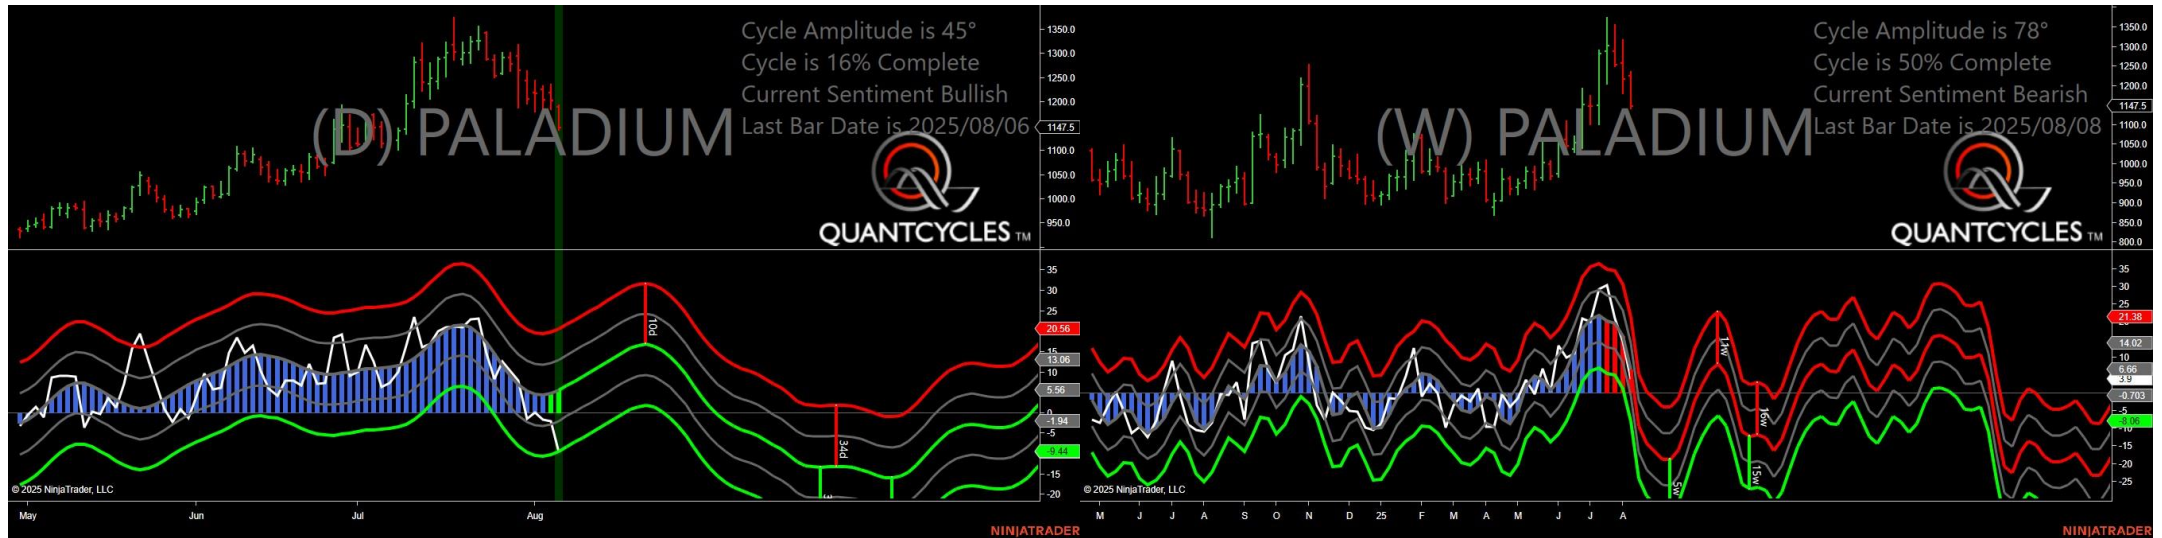 Cycle Amplitude is 45°
Cycle is 16% Complete
Current Sentiment Bullish
Last Bar Date is 2025/08/06
(D) PALADIUM
QUANTCYCLES TM
1350.0
1300.0
1250.0
1200.0
1147.5
1100.0
1050.0
1000.0
950.0
35
30
25
20.56
15
13.06
10
5.56
0
-1.94
-5
-9.44
-15
-20
10d
34d
© 2025 NinjaTrader, LLC
May Jun Jul Aug
NINJATRADER
Cycle Amplitude is 78°
Cycle is 50% Complete
Current Sentiment Bearish
Last Bar Date is 2025/08/08
(W) PALADIUM
QUANTCYCLES TM
1350.0
1300.0
1250.0
1200.0
1147.5
1100.0
1050.0
1000.0
950.0
900.0
850.0
800.0
35
30
25
21.38
14.02
10
6.66
3.9
-0.703
-5
-8.06
-10
-15
-20
-25
11w
16w
5w
15w
© 2025 NinjaTrader, LLC
M J J A S O N D 25 F M A M J J A
NINJATRADER